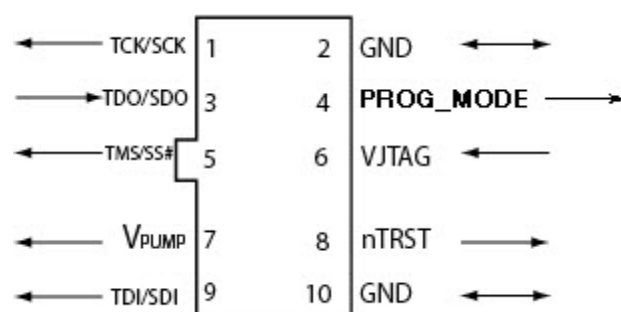 TCK/SCK 1 2 GND
TDO/SDO 3 4 PROG_MODE
TMS/SS# 5 6 VJTAG
VPUMP 7 8 nTRST
TDI/SDI 9 10 GND